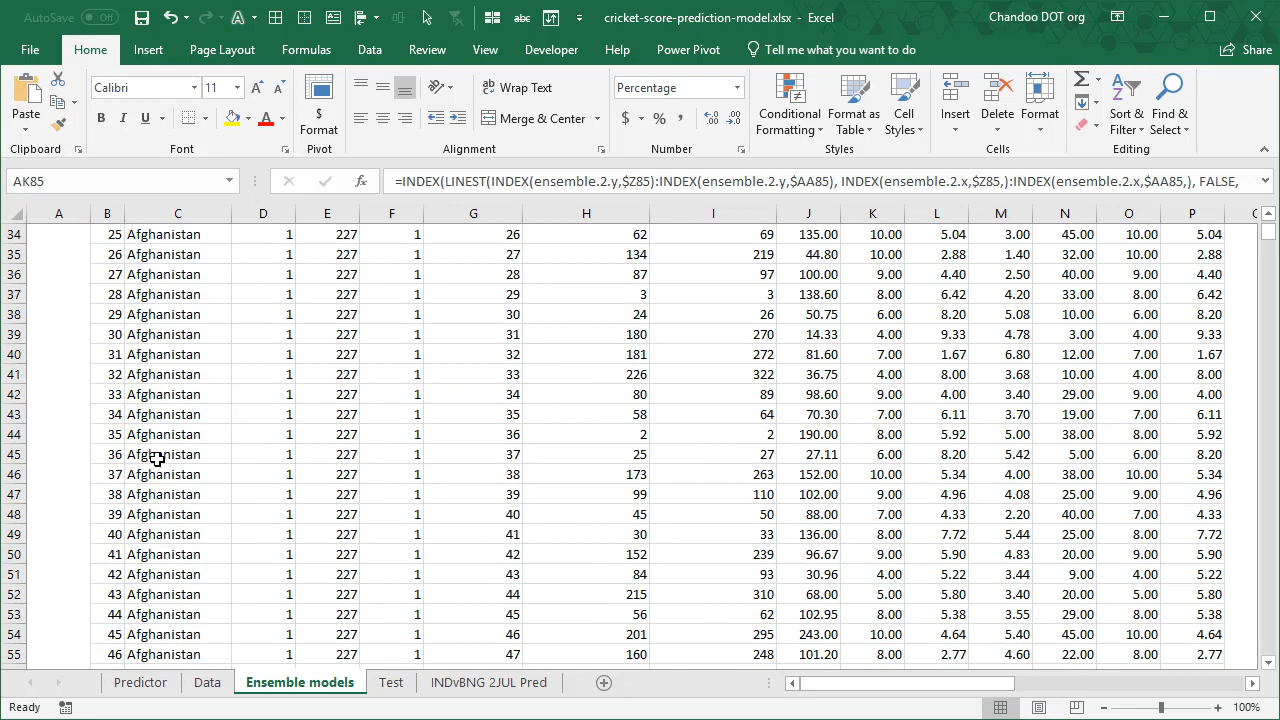 AutoSave Off cricket-score-prediction-model.xlsx - Excel Chandoo DOT org
File Home Insert Page Layout Formulas Data Review View Developer Help Power Pivot Tell me what you want to do Share
Calibri 11 Wrap Text Percentage
Paste B I U Merge & Center $ % , Pivot Conditional Formatting Format as Table Cell Styles Insert Delete Format Sort & Filter Find & Select
Clipboard Font Alignment Number Styles Cells Editing
AK85 fx =INDEX(LINEST(INDEX(ensemble.2.y,$Z85):INDEX(ensemble.2.y,$AA85), INDEX(ensemble.2.x,$Z85,):INDEX(ensemble.2.x,$AA85,), FALSE,
A B C D E F G H I J K L M N O P
34 25 Afghanistan 1 227 1 26 62 69 135.00 10.00 5.04 3.00 45.00 10.00 5.04
35 26 Afghanistan 1 227 1 27 134 219 44.80 10.00 2.88 1.40 32.00 10.00 2.88
36 27 Afghanistan 1 227 1 28 87 97 100.00 9.00 4.40 2.50 40.00 9.00 4.40
37 28 Afghanistan 1 227 1 29 3 3 138.60 8.00 6.42 4.20 33.00 8.00 6.42
38 29 Afghanistan 1 227 1 30 24 26 50.75 6.00 8.20 5.08 10.00 6.00 8.20
39 30 Afghanistan 1 227 1 31 180 270 14.33 4.00 9.33 4.78 3.00 4.00 9.33
40 31 Afghanistan 1 227 1 32 181 272 81.60 7.00 1.67 6.80 12.00 7.00 1.67
41 32 Afghanistan 1 227 1 33 226 322 36.75 4.00 8.00 3.68 10.00 4.00 8.00
42 33 Afghanistan 1 227 1 34 80 89 98.60 9.00 4.00 3.40 29.00 9.00 4.00
43 34 Afghanistan 1 227 1 35 58 64 70.30 7.00 6.11 3.70 19.00 7.00 6.11
44 35 Afghanistan 1 227 1 36 2 2 190.00 8.00 5.92 5.00 38.00 8.00 5.92
45 36 Afghanistan 1 227 1 37 25 27 27.11 6.00 8.20 5.42 5.00 6.00 8.20
46 37 Afghanistan 1 227 1 38 173 263 152.00 10.00 5.34 4.00 38.00 10.00 5.34
47 38 Afghanistan 1 227 1 39 99 110 102.00 9.00 4.96 4.08 25.00 9.00 4.96
48 39 Afghanistan 1 227 1 40 45 50 88.00 7.00 4.33 2.20 40.00 7.00 4.33
49 40 Afghanistan 1 227 1 41 30 33 136.00 8.00 7.72 5.44 25.00 8.00 7.72
50 41 Afghanistan 1 227 1 42 152 239 96.67 9.00 5.90 4.83 20.00 9.00 5.90
51 42 Afghanistan 1 227 1 43 84 93 30.96 4.00 5.22 3.44 9.00 4.00 5.22
52 43 Afghanistan 1 227 1 44 215 310 68.00 5.00 5.80 3.40 20.00 5.00 5.80
53 44 Afghanistan 1 227 1 45 56 62 102.95 8.00 5.38 3.55 29.00 8.00 5.38
54 45 Afghanistan 1 227 1 46 201 295 243.00 10.00 4.64 5.40 45.00 10.00 4.64
55 46 Afghanistan 1 227 1 47 160 248 101.20 8.00 2.77 4.60 22.00 8.00 2.77
Predictor Data Ensemble models Test INDvBNG 2JUL Pred
Ready 100%